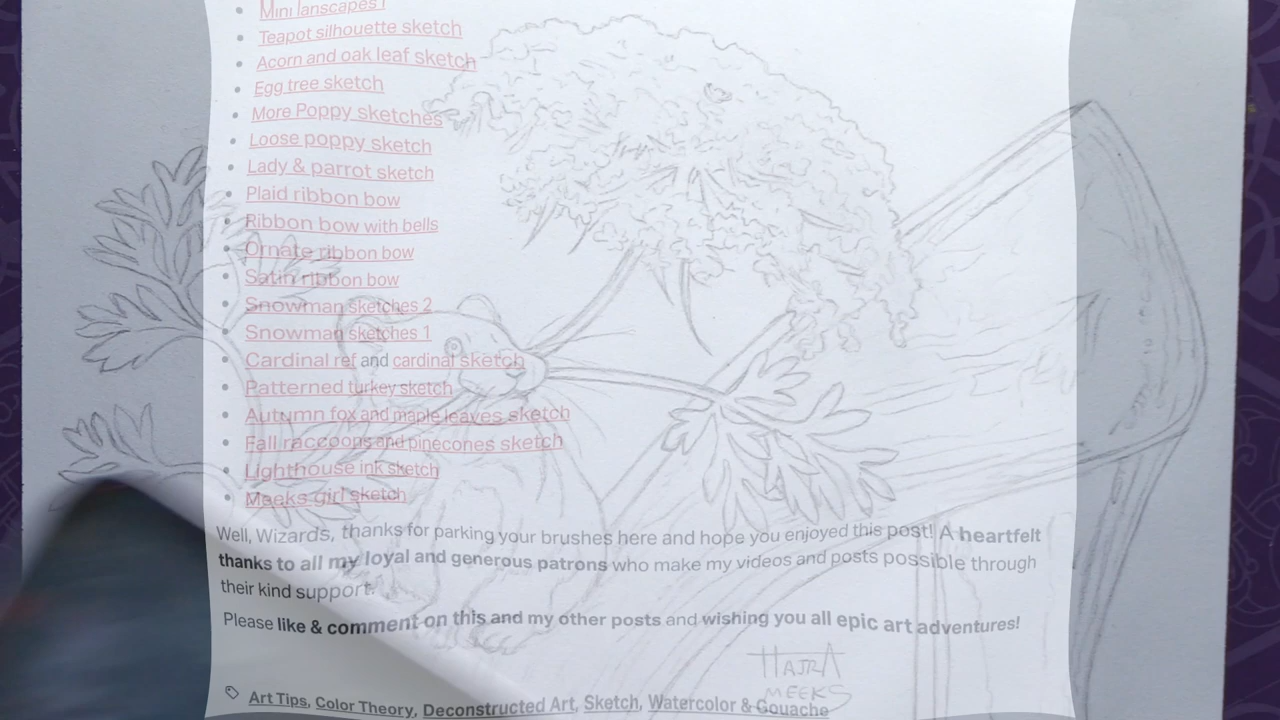 Mini lanscapes 1
Teapot silhouette sketch
Acorn and oak leaf sketch
Egg tree sketch
More Poppy sketches
Loose poppy sketch
Lady & parrot sketch
Plaid ribbon bow
Ribbon bow with bells
Ornate ribbon bow
Satin ribbon bow
Snowman sketches 2
Snowman sketches 1
Cardinal ref and cardinal sketch
Patterned turkey sketch
Autumn fox and maple leaves sketch
Fall raccoons and pinecones sketch
Lighthouse ink sketch
Meeks girl sketch
Well, Wizards, thanks for parking your brushes here and hope you enjoyed this post! A heartfelt
thanks to all my loyal and generous patrons who make my videos and posts possible through
their kind support.
Please like & comment on this and my other posts and wishing you all epic art adventures!
HAJRA
MEEKS
Art Tips, Color Theory, Deconstructed Art, Sketch, Watercolor & Gouache